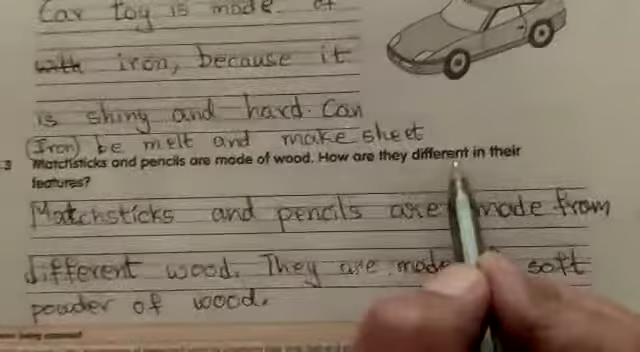 Car toy is made of
with iron, because it
is shiny and hard. Can
(Iron) be melt and make sheet
3 Matchsticks and pencils are made of wood. How are they different in their
features?
Matchsticks and pencils are made from
different wood. They are made soft
powder of wood.